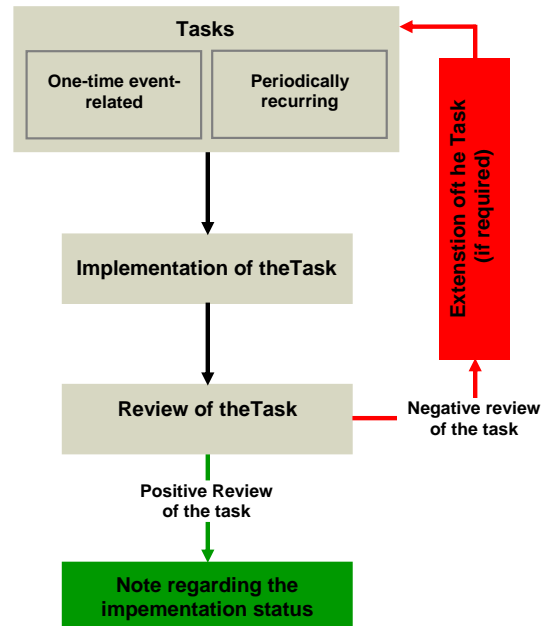 Tasks
One-time event-
related
Periodically
recurring
Implementation of theTask
Review of theTask
Negative review
of the task
Extenstion oft he Task
(if required)
Positive Review
of the task
Note regarding the
impementation status